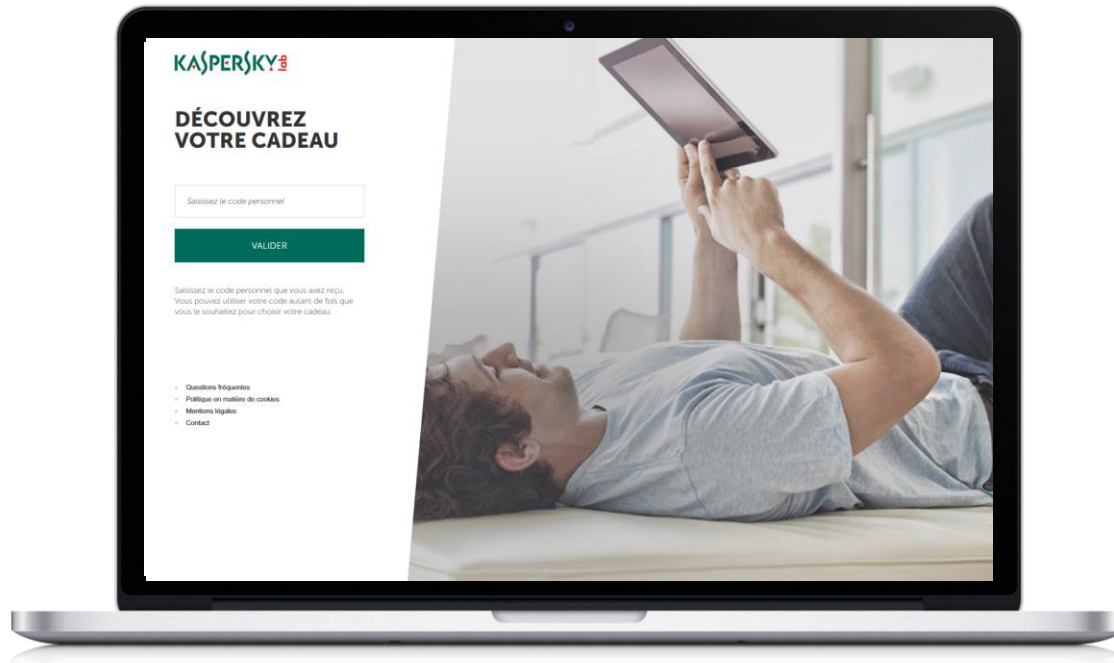 KASPERSKY lab
DÉCOUVREZ
VOTRE CADEAU
Saisissez le code personnel
VALIDER
Saisissez le code personnel que vous avez reçu.
Vous pouvez utiliser votre code autant de fois que
vous le souhaitez pour choisir votre cadeau.
Questions fréquentes
Politique en matière de cookies
Mentions légales
Contact